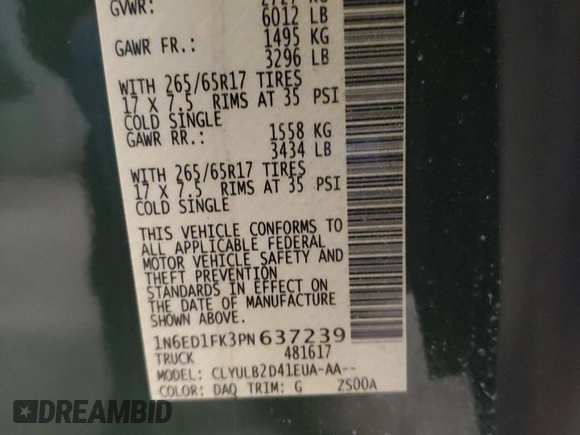 GVWR: 2727 KG
6012 LB
GAWR FR.: 1495 KG
3296 LB
WITH 265/65R17 TIRES
17 X 7.5 RIMS AT 35 PSI
COLD SINGLE
GAWR RR.: 1558 KG
3434 LB
WITH 265/65R17 TIRES
17 X 7.5 RIMS AT 35 PSI
COLD SINGLE
THIS VEHICLE CONFORMS TO
ALL APPLICABLE FEDERAL
MOTOR VEHICLE SAFETY AND
THEFT PREVENTION
STANDARDS IN EFFECT ON
THE DATE OF MANUFACTURE
SHOWN ABOVE.
1N6ED1FK3PN637239
TRUCK 481617
MODEL: CLYULB2D41EUA-AA--
COLOR: DAQ TRIM: G ZS00A
DREAMBID